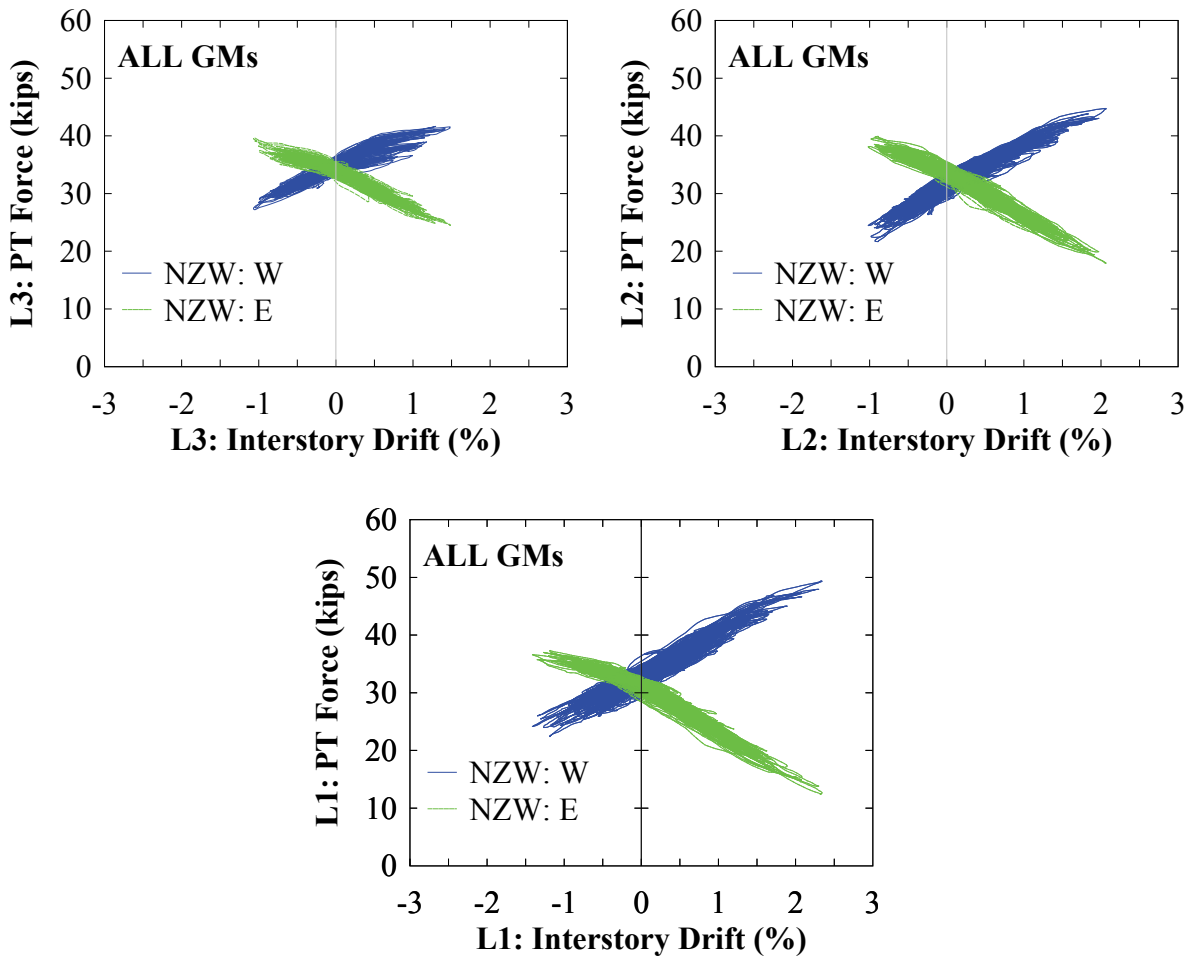 60
50
40
30
20
10
0
L3: PT Force (kips)
ALL GMs
NZW: W
NZW: E
-3 -2 -1 0 1 2 3
L3: Interstory Drift (%)
60
50
40
30
20
10
0
L2: PT Force (kips)
ALL GMs
NZW: W
NZW: E
-3 -2 -1 0 1 2 3
L2: Interstory Drift (%)
60
50
40
30
20
10
0
L1: PT Force (kips)
ALL GMs
NZW: W
NZW: E
-3 -2 -1 0 1 2 3
L1: Interstory Drift (%)